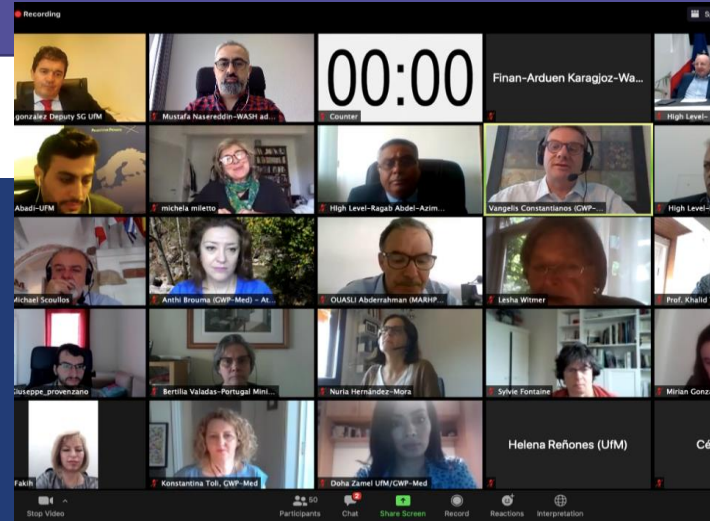 Recording
gonzalez Deputy SG UfM
Mustafa Nasereddin-WASH ad...
00:00
Counter
Finan-Arduen Karagjoz-Wa...
High Level-
Abadi-UFM
michela miletto
High Level-Ragab Abdel-Azim...
Vangelis Constantianos (GWP-...
High Level-
Michael Scoullos
Anthi Brouma (GWP-Med) - At...
OUASLI Abderrahman (MARHP...
Lesha Witmer
Prof. Khalid
Giuseppe_provenzano
Bertilia Valadas-Portugal Mini...
Nuria Hernández-Mora
Sylvie Fontaine
Mirian Gonz
Fakih
Konstantina Toli, GWP-Med
Doha Zamel UfM/GWP-Med
Helena Reñones (UfM)
Cé
Stop Video
50
Participants
2
Chat
Share Screen
Record
Reactions
Interpretation